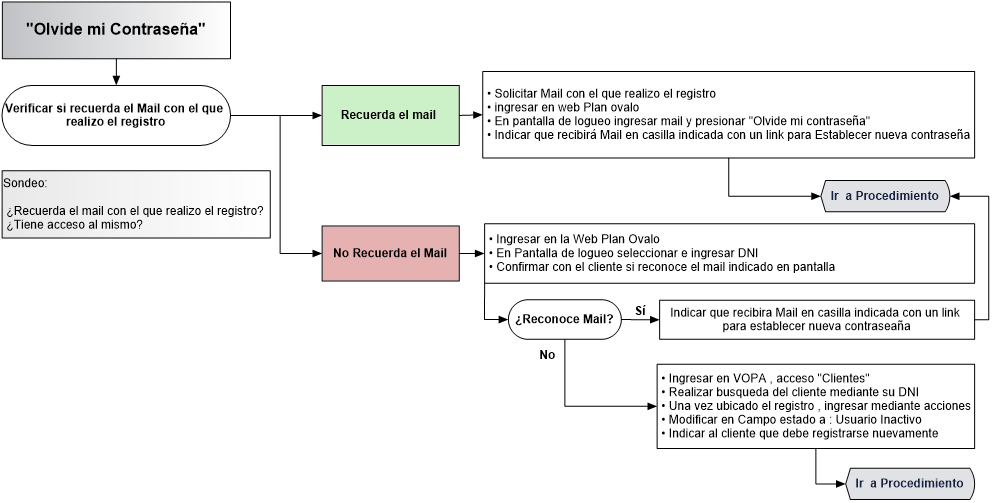 "Olvide mi Contraseña"
Verificar si recuerda el Mail con el que
realizo el registro
Sondeo:
¿Recuerda el mail con el que realizo el registro?
¿Tiene acceso al mismo?
Recuerda el mail
• Solicitar Mail con el que realizo el registro
• ingresar en web Plan ovalo
• En pantalla de logueo ingresar mail y presionar "Olvide mi contraseña"
• Indicar que recibirá Mail en casilla indicada con un link para Establecer nueva contraseña
Ir a Procedimiento
No Recuerda el Mail
• Ingresar en la Web Plan Ovalo
• En Pantalla de logueo seleccionar e ingresar DNI
• Confirmar con el cliente si reconoce el mail indicado en pantalla
¿Reconoce Mail?
Sí
Indicar que recibira Mail en casilla indicada con un link
para establecer nueva contraseaña
No
• Ingresar en VOPA , acceso "Clientes"
• Realizar busqueda del cliente mediante su DNI
• Una vez ubicado el registro , ingresar mediante acciones
• Modificar en Campo estado a : Usuario Inactivo
• Indicar al cliente que debe registrarse nuevamente
Ir a Procedimiento